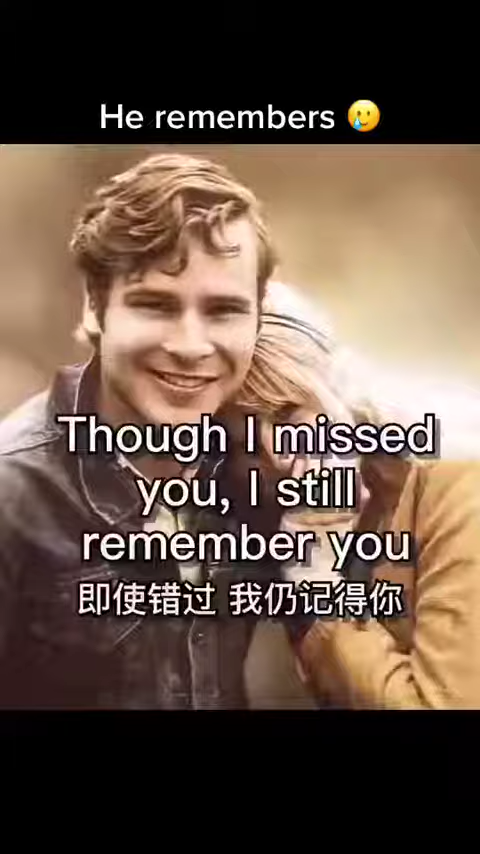 He remembers 🥲
Though I missed
you, I still
remember you
即使错过 我仍记得你